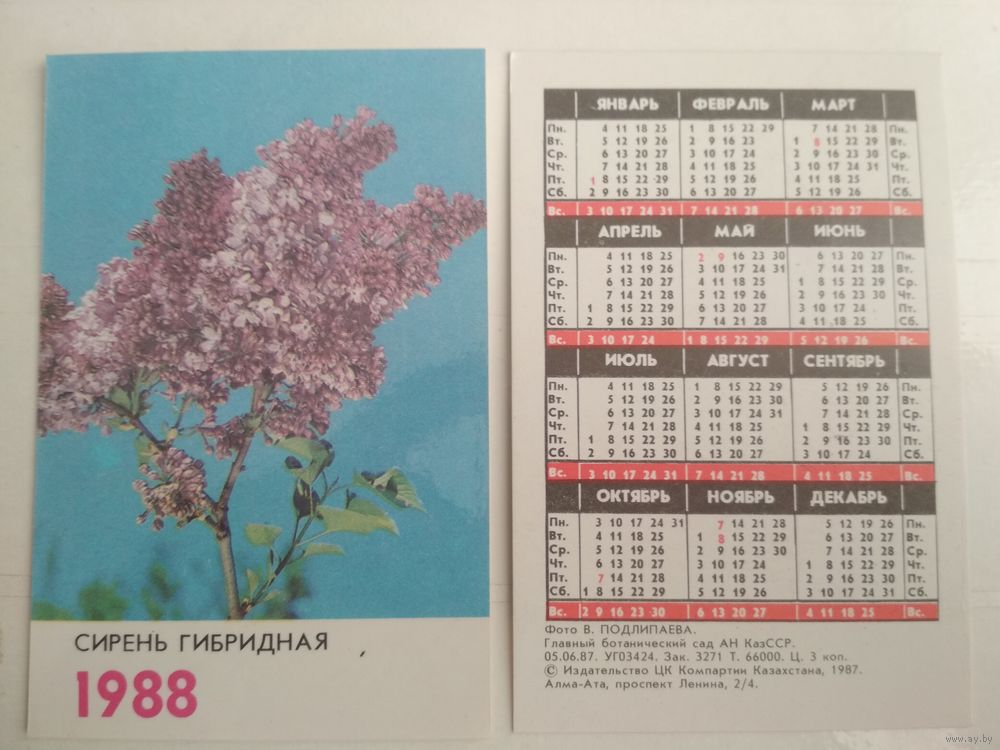 СИРЕНЬ ГИБРИДНАЯ
1988
ЯНВАРЬ ФЕВРАЛЬ МАРТ
Пн. 4 11 18 25 1 8 15 22 29 7 14 21 28 Пн.
Вт. 5 12 19 26 2 9 16 23 1 8 15 22 29 Вт.
Ср. 6 13 20 27 3 10 17 24 2 9 16 23 30 Ср.
Чт. 7 14 21 28 4 11 18 25 3 10 17 24 31 Чт.
Пт. 1 8 15 22 29 5 12 19 26 4 11 18 25 Пт.
Сб. 2 9 16 23 30 6 13 20 27 5 12 19 26 Сб.
Вс. 3 10 17 24 31 7 14 21 28 6 13 20 27 Вс.
АПРЕЛЬ МАЙ ИЮНЬ
Пн. 4 11 18 25 2 9 16 23 30 6 13 20 27 Пн.
Вт. 5 12 19 26 3 10 17 24 31 7 14 21 28 Вт.
Ср. 6 13 20 27 4 11 18 25 1 8 15 22 29 Ср.
Чт. 7 14 21 28 5 12 19 26 2 9 16 23 30 Чт.
Пт. 1 8 15 22 29 6 13 20 27 3 10 17 24 Пт.
Сб. 2 9 16 23 30 7 14 21 28 4 11 18 25 Сб.
Вс. 3 10 17 24 1 8 15 22 29 5 12 19 26 Вс.
ИЮЛЬ АВГУСТ СЕНТЯБРЬ
Пн. 4 11 18 25 1 8 15 22 29 5 12 19 26 Пн.
Вт. 5 12 19 26 2 9 16 23 30 6 13 20 27 Вт.
Ср. 6 13 20 27 3 10 17 24 31 7 14 21 28 Ср.
Чт. 7 14 21 28 4 11 18 25 1 8 15 22 29 Чт.
Пт. 1 8 15 22 29 5 12 19 26 2 9 16 23 30 Пт.
Сб. 2 9 16 23 30 6 13 20 27 3 10 17 24 Сб.
Вс. 3 10 17 24 31 7 14 21 28 4 11 18 25 Вс.
ОКТЯБРЬ НОЯБРЬ ДЕКАБРЬ
Пн. 3 10 17 24 31 7 14 21 28 5 12 19 26 Пн.
Вт. 4 11 18 25 1 8 15 22 29 6 13 20 27 Вт.
Ср. 5 12 19 26 2 9 16 23 30 7 14 21 28 Ср.
Чт. 6 13 20 27 3 10 17 24 1 8 15 22 29 Чт.
Пт. 7 14 21 28 4 11 18 25 2 9 16 23 30 Пт.
Сб. 1 8 15 22 29 5 12 19 26 3 10 17 24 31 Сб.
Вс. 2 9 16 23 30 6 13 20 27 4 11 18 25 Вс.
Фото В. ПОДЛИПАЕВА.
Главный ботанический сад АН КазССР.
05.06.87. УГ03424. Зак. 3271 Т. 66000. Ц. 3 коп.
© Издательство ЦК Компартии Казахстана, 1987.
Алма-Ата, проспект Ленина, 2/4.
www.ay.by